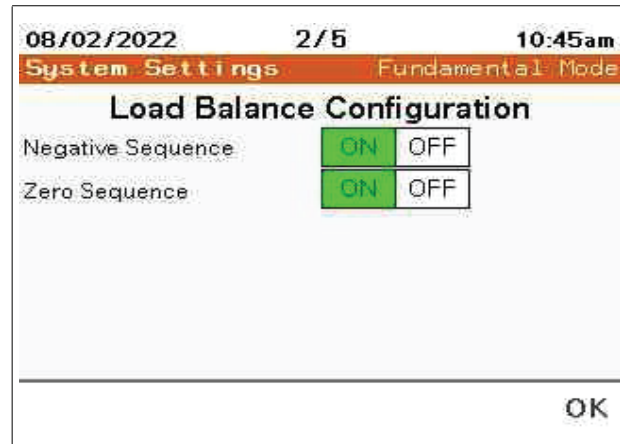 08/02/2022 2/5 10:45am
System Settings Fundamental Mode
Load Balance Configuration
Negative Sequence ON OFF
Zero Sequence ON OFF
OK